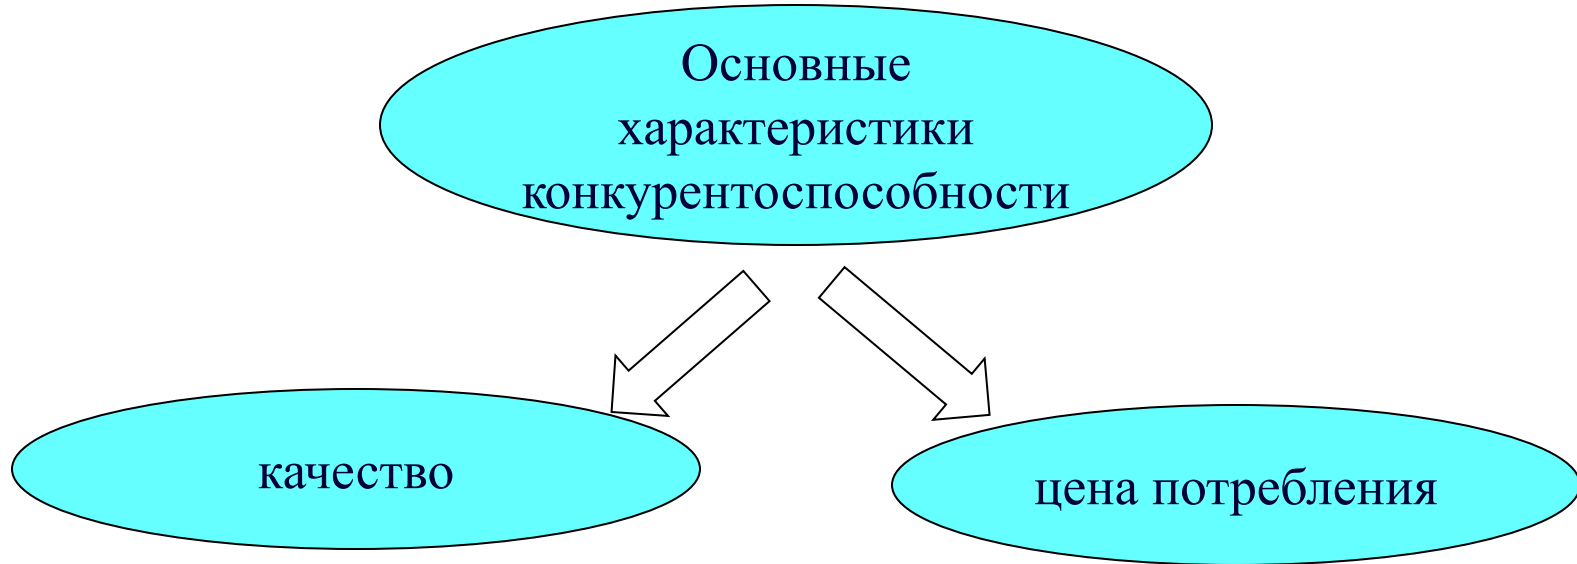 Основные
характеристики
конкурентоспособности
качество
цена потребления